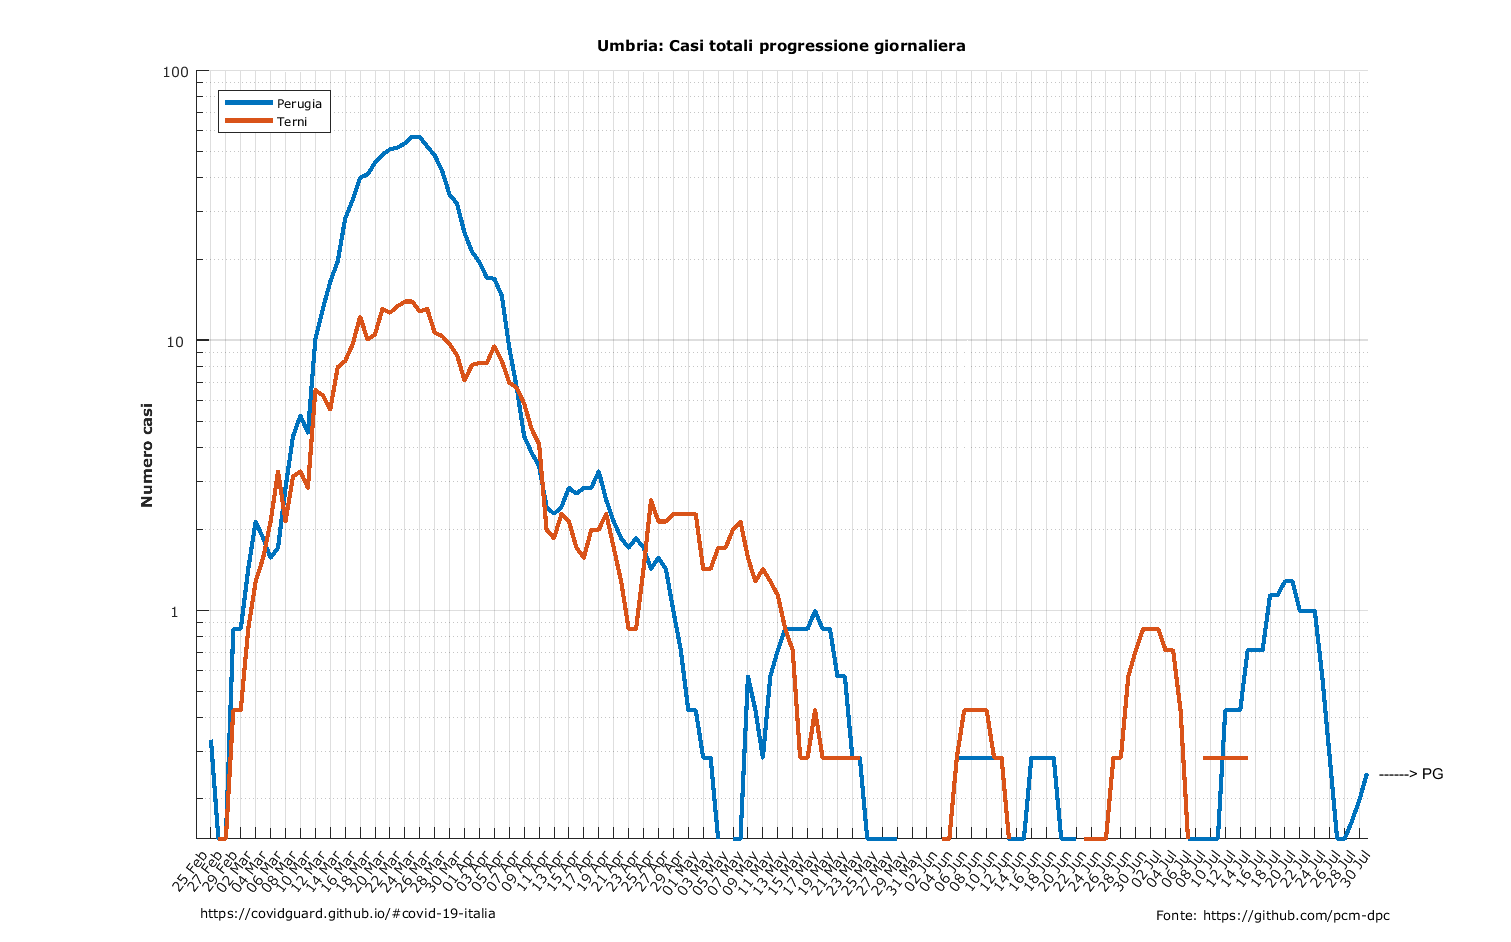 Umbria: Casi totali progressione giornaliera
Perugia
Terni
Numero casi
100
10
1
------> PG
25 Feb
27 Feb
29 Feb
02 Mar
04 Mar
06 Mar
08 Mar
10 Mar
12 Mar
14 Mar
16 Mar
18 Mar
20 Mar
22 Mar
24 Mar
26 Mar
28 Mar
30 Mar
01 Apr
03 Apr
05 Apr
07 Apr
09 Apr
11 Apr
13 Apr
15 Apr
17 Apr
19 Apr
21 Apr
23 Apr
25 Apr
27 Apr
29 Apr
01 May
03 May
05 May
07 May
09 May
11 May
13 May
15 May
17 May
19 May
21 May
23 May
25 May
27 May
29 May
31 May
02 Jun
04 Jun
06 Jun
08 Jun
10 Jun
12 Jun
14 Jun
16 Jun
18 Jun
20 Jun
22 Jun
24 Jun
26 Jun
28 Jun
30 Jun
02 Jul
04 Jul
06 Jul
08 Jul
10 Jul
12 Jul
14 Jul
16 Jul
18 Jul
20 Jul
22 Jul
24 Jul
26 Jul
28 Jul
30 Jul
https://covidguard.github.io/#covid-19-italia
Fonte: https://github.com/pcm-dpc